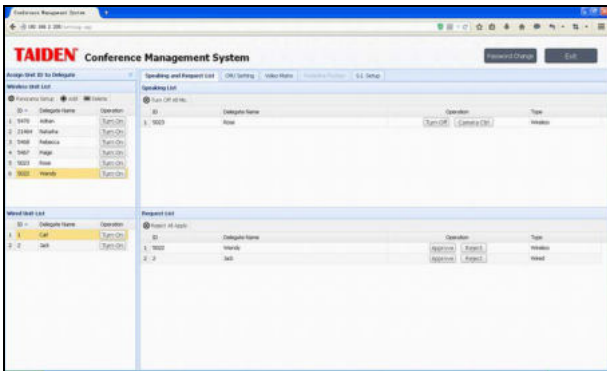 Conference Management System
TAIDEN Conference Management System
Password Change
Exit
Assign Unit ID to Delegate
Speaking and Request List
CMU Setting
Video Matrix
S.I. Setup
Wireless Unit List
Speaking List
Add
Delete
Turn Off All Mic.
ID Delegate Name Operation
ID Delegate Name Operation Type
1 5470 Turn On
1 5023 Rose Turn Off Camera Ctrl Wireless
2 21464 Natasha Turn On
3 5468 Rebecca Turn On
4 5467 Paige Turn On
5 5023 Rose Turn On
6 5022 Wendy Turn On
Wired Unit List
Request List
Reject All Apply
ID Delegate Name Operation
ID Delegate Name Operation Type
1 1 Turn On
1 5022 Wendy Approve Reject Wireless
2 2 Jack Turn On
2 2 Jack Approve Reject Wired